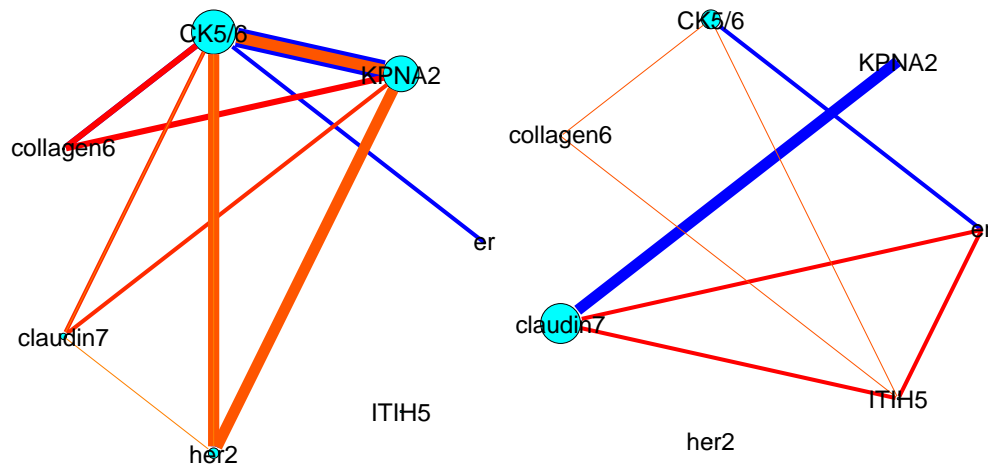 CK5/6
KPNA2
collagen6
er
claudin7
ITIH5
her2
CK5/6
KPNA2
collagen6
er
claudin7
ITIH5
her2